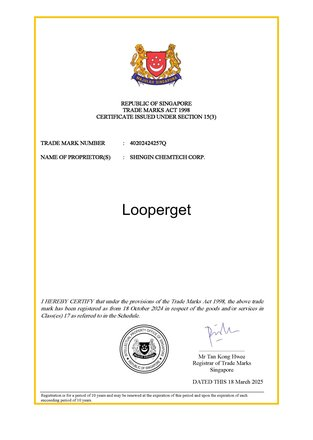 MAJULAH SINGAPURA
REPUBLIC OF SINGAPORE
TRADE MARKS ACT 1998
CERTIFICATE ISSUED UNDER SECTION 15(3)
TRADE MARK NUMBER : 40202424257Q
NAME OF PROPRIETOR(S) : SHINGIN CHEMTECH CORP.
Looperget
I HEREBY CERTIFY that under the provisions of the Trade Marks Act 1998, the above trade
mark has been registered as from 18 October 2024 in respect of the goods and/or services in
Class(es) 17 as referred to in the Schedule.
Mr Tan Kong Hwee
Registrar of Trade Marks
Singapore
DATED THIS 18 March 2025
Registration is for a period of 10 years and may be renewed at the expiration of this period and upon the expiration of each
succeeding period of 10 years